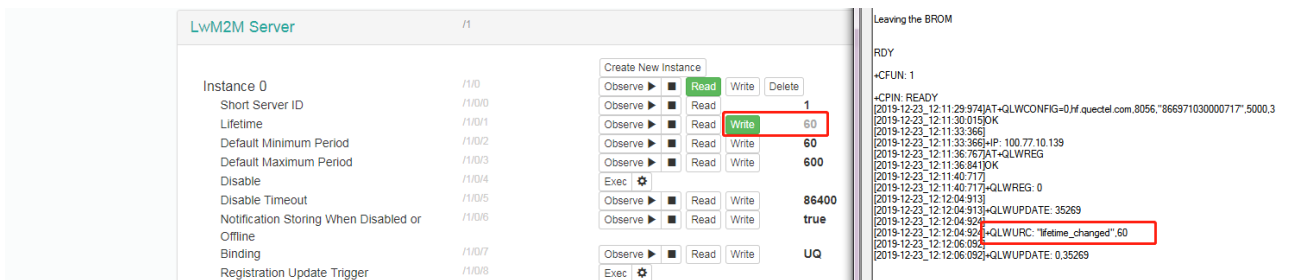 LwM2M Server /1
Create New Instance
Instance 0 /1/0 Observe ▶ ■ Read Write Delete
Short Server ID /1/0/0 Observe ▶ ■ Read 1
Lifetime /1/0/1 Observe ▶ ■ Read Write 60
Default Minimum Period /1/0/2 Observe ▶ ■ Read Write 60
Default Maximum Period /1/0/3 Observe ▶ ■ Read Write 600
Disable /1/0/4 Exec
Disable Timeout /1/0/5 Observe ▶ ■ Read Write 86400
Notification Storing When Disabled or /1/0/6 Observe ▶ ■ Read Write true
Offline
Binding /1/0/7 Observe ▶ ■ Read Write UQ
Registration Update Trigger /1/0/8 Exec
Leaving the BROM
RDY
+CFUN: 1
+CPIN: READY
[2019-12-23_12:11:29:974]AT+QLWCONFIG=0,hf.quectel.com,8056,"866971030000717",5000,3
[2019-12-23_12:11:30:015]OK
[2019-12-23_12:11:33:366]
[2019-12-23_12:11:33:366]+IP: 100.77.10.139
[2019-12-23_12:11:36:767]AT+QLWREG
[2019-12-23_12:11:36:841]OK
[2019-12-23_12:11:40:717]
[2019-12-23_12:11:40:717]+QLWREG: 0
[2019-12-23_12:12:04:913]
[2019-12-23_12:12:04:913]+QLWUPDATE: 35269
[2019-12-23_12:12:04:924]
[2019-12-23_12:12:04:924]+QLWURC: "lifetime_changed",60
[2019-12-23_12:12:06:092]
[2019-12-23_12:12:06:092]+QLWUPDATE: 0,35269